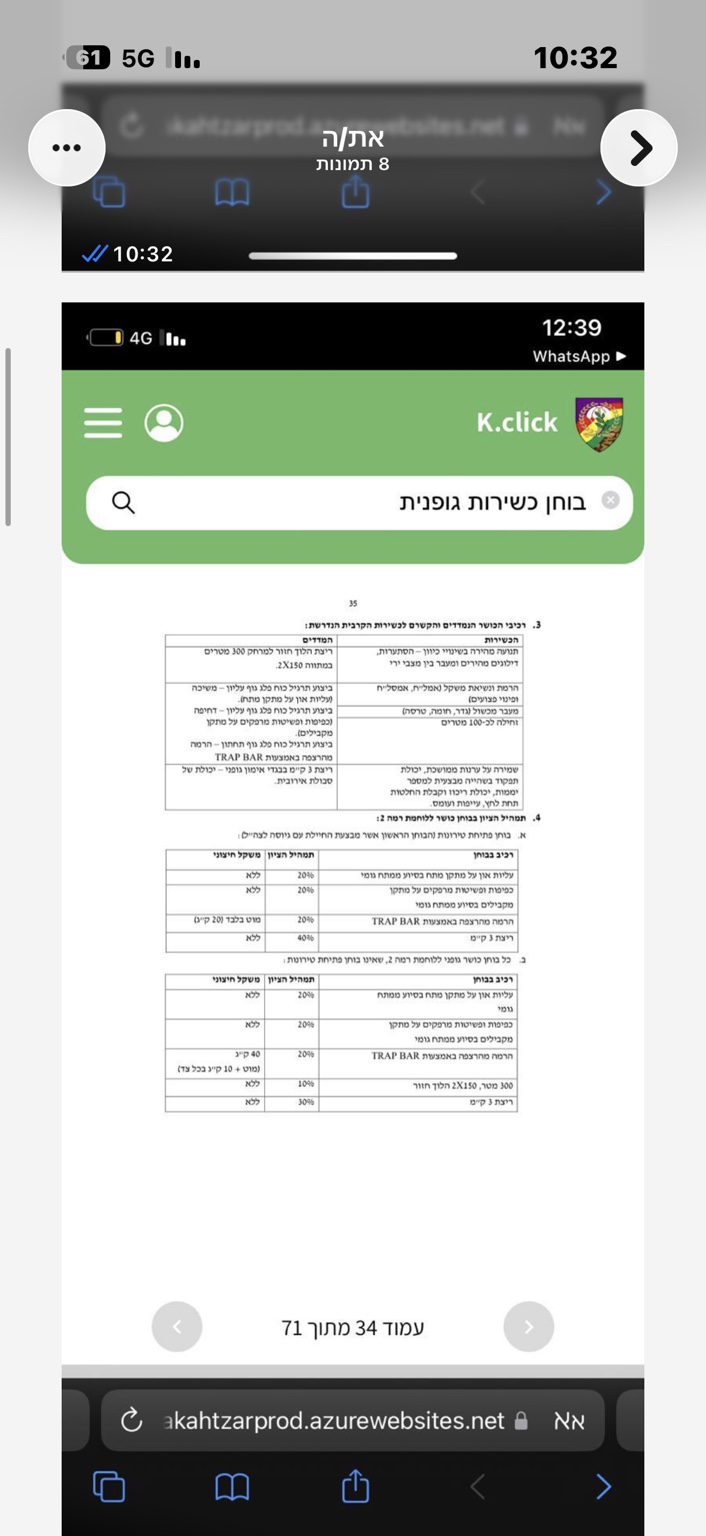 61 5G 10:32
kahtzarprod.azurewebsites.net אא
את/ה
8 תמונות
10:32
4G 12:39
WhatsApp
K.click
בוחן כשירות גופנית
35
3. רכיבי הכושר הנמדדים והקשרם לכשירות הקרבית הנדרשת:
הכשירות המדדים
תנועה מהירה בשינויי כיוון – הסתערות, ריצת הלוך חזור למרחק 300 מטרים
דילוגים מהירים ומעבר בין מצבי ירי במתווה 2X150.
הרמת ונשיאת משקל (אמל״ח, אמסל״ח ביצוע תרגיל כוח פלג גוף עליון – משיכה
ופינוי פצועים) (עליות און על מתקן מתח).
מעבר מכשול (גדר, חומה, טרסה) ביצוע תרגיל כוח פלג גוף עליון – דחיפה
זחילה לכ-100 מטרים (כפיפות ופשיטות מרפקים על מתקן
מקבילים).
ביצוע תרגיל כוח פלג גוף תחתון – הרמה
מהרצפה באמצעות TRAP BAR
שמירה על ערנות ממושכת, יכולת ריצת 3 ק״מ בבגדי אימון גופני – יכולת של
תפקוד בשהייה מבצעית למספר סבולת אירובית.
יממות, יכולת ריכוז וקבלת החלטות
תחת לחץ, עייפות ועומס.
4. תמהיל הציון בבוחן כושר ללוחמת רמה 2:
א. בוחן פתיחת טירונות (הבוחן הראשון אשר מבצעת החיילת עם גיוסה לצה״ל):
רכיב בבוחן תמהיל הציון משקל חיצוני
עליות און על מתקן מתח בסיוע ממתח גומי 20% ללא
כפיפות ופשיטות מרפקים על מתקן 20% ללא
מקבילים בסיוע ממתח גומי
הרמה מהרצפה באמצעות TRAP BAR 20% מוט בלבד (20 ק״ג)
ריצת 3 ק״מ 40% ללא
ב. כל בוחן כושר גופני ללוחמת רמה 2, שאינו בוחן פתיחת טירונות:
רכיב בבוחן תמהיל הציון משקל חיצוני
עליות און על מתקן מתח בסיוע ממתח 20% ללא
גומי
כפיפות ופשיטות מרפקים על מתקן 20% ללא
מקבילים בסיוע ממתח גומי
הרמה מהרצפה באמצעות TRAP BAR 20% 40 ק״ג
(מוט + 10 ק״ג בכל צד)
300 מטר, 2X150 הלוך חזור 10% ללא
ריצת 3 ק״מ 30% ללא
עמוד 34 מתוך 71
akahtzarprod.azurewebsites.net אא